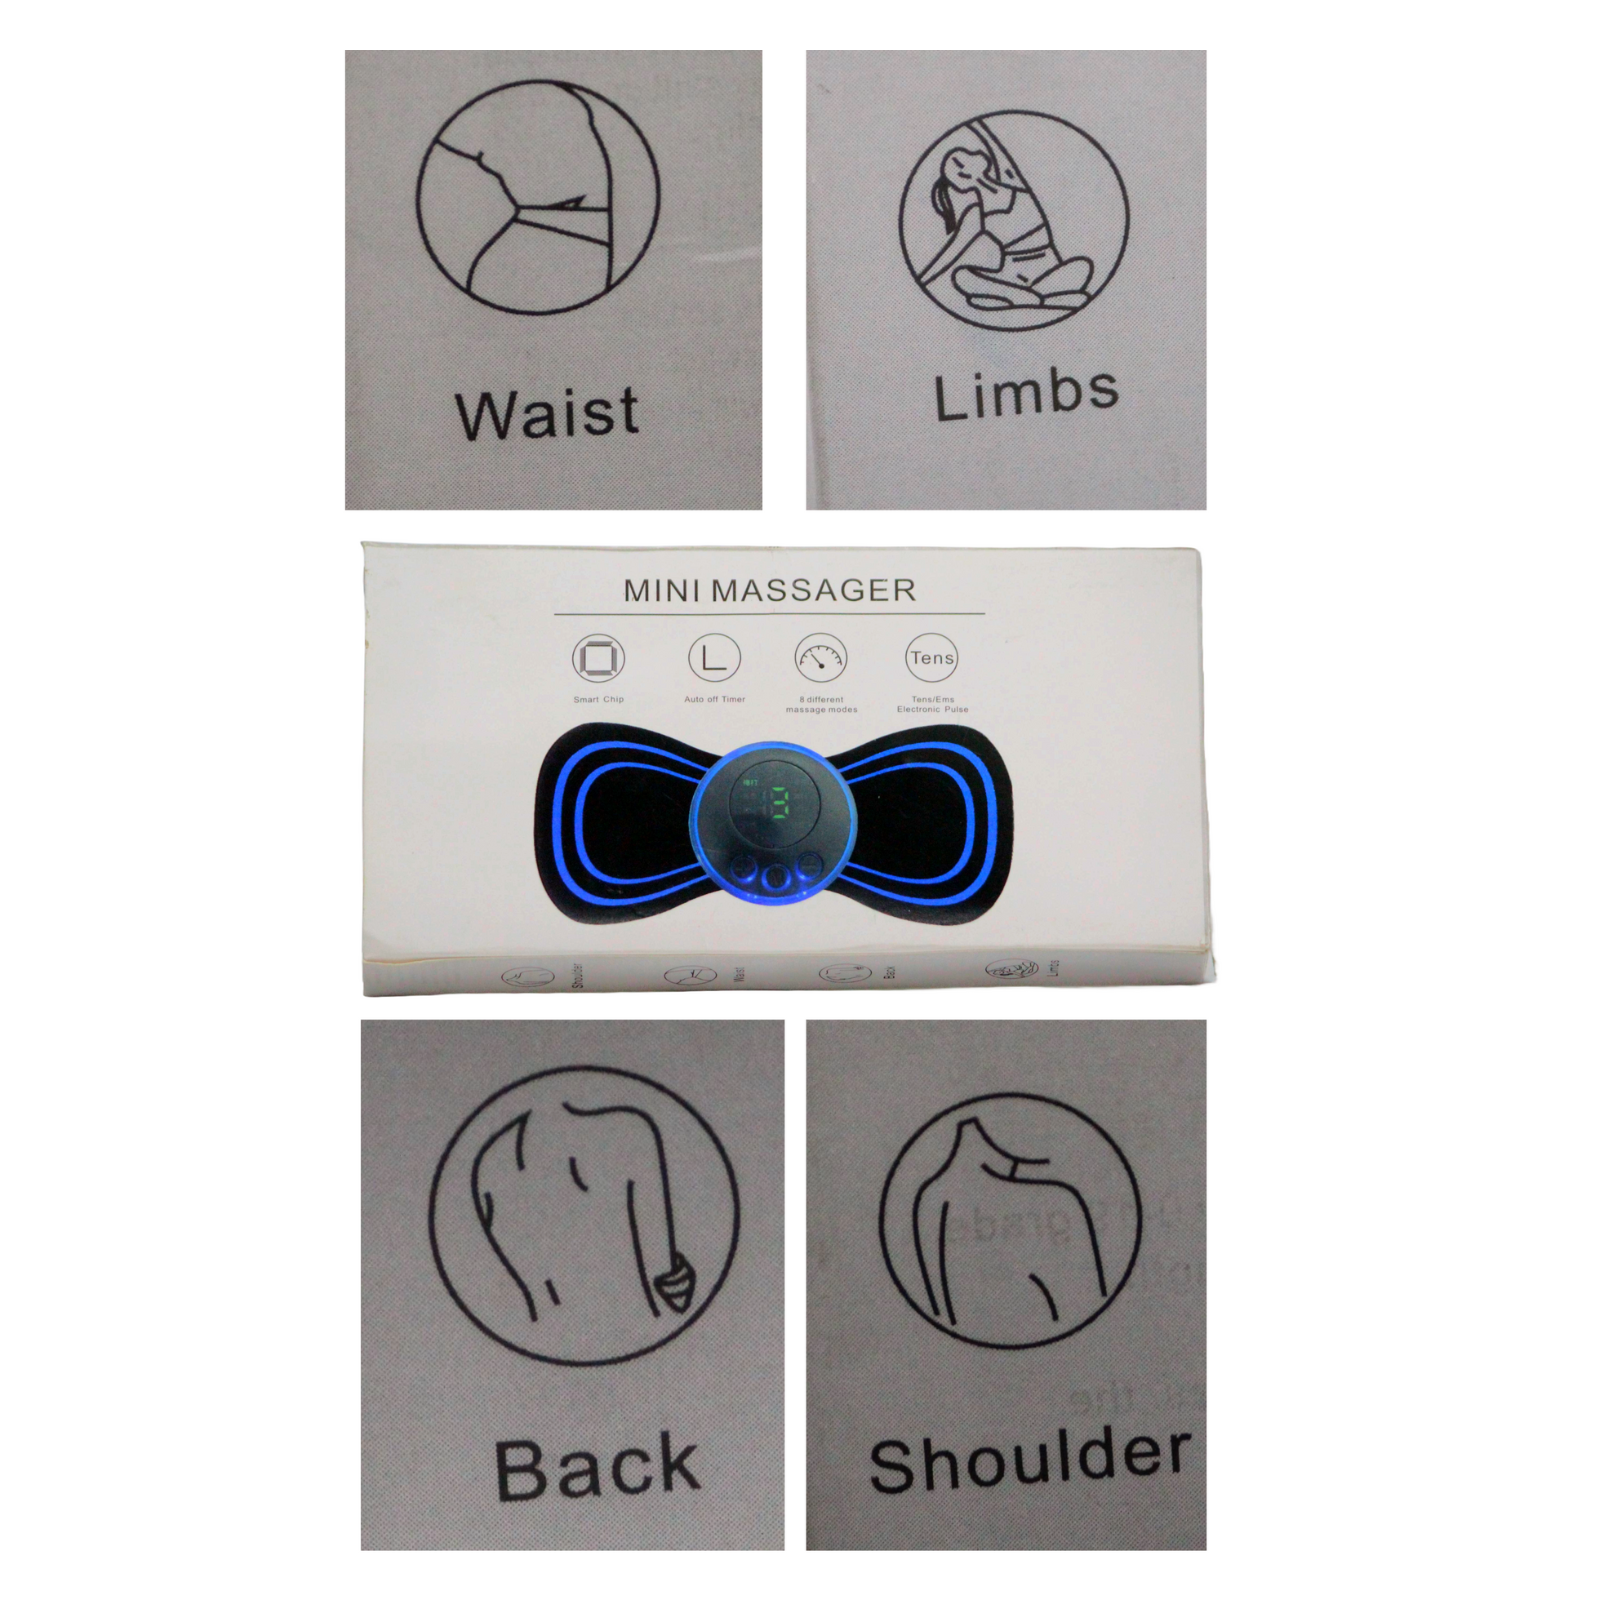 Waist
Limbs
MINI MASSAGER
Tens
Smart Chip
Auto off Timer
8 different
massage modes
Tens/Ems
Electronic Pulse
Shoulder
Waist
Back
Limbs
Back
Shoulder